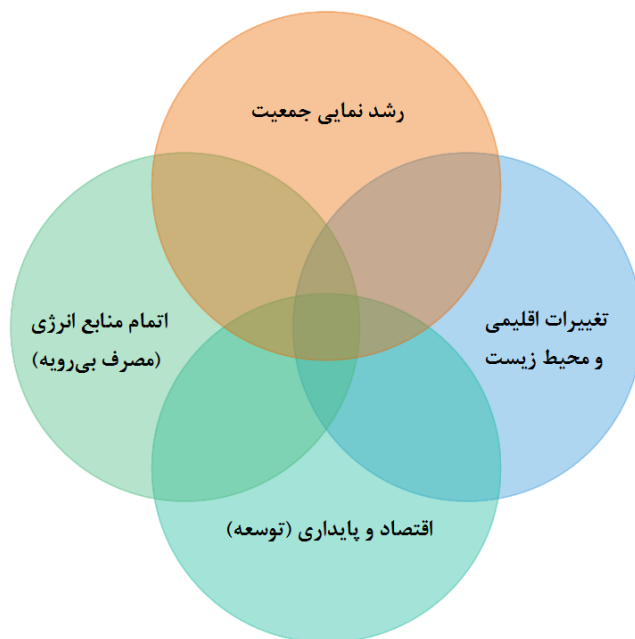 رشد نمایی جمعیت
تغییرات اقلیمی
و محیط زیست
اتمام منابع انرژی
(مصرف بی‌رویه)
اقتصاد و پایداری (توسعه)